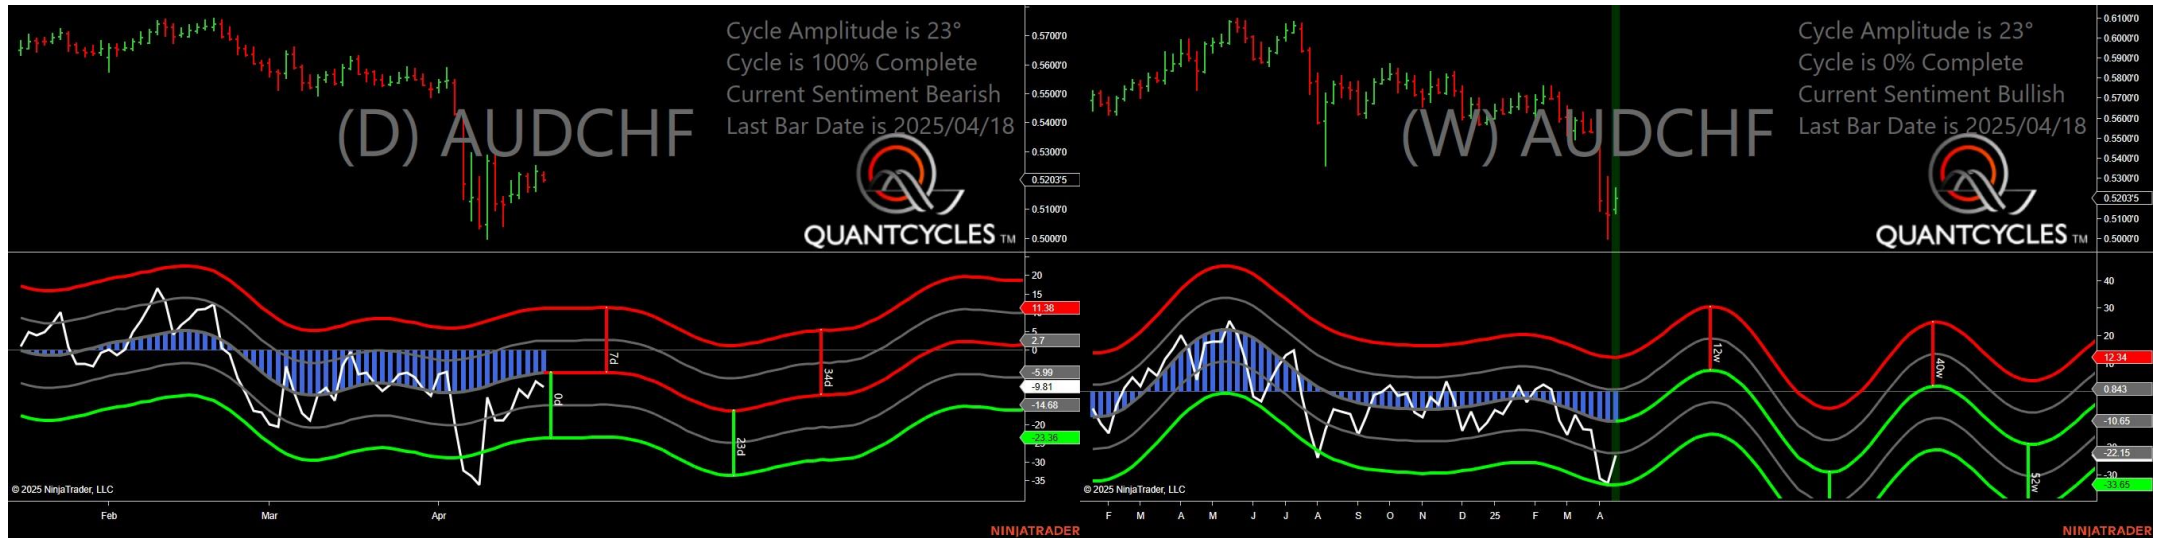 Cycle Amplitude is 23°
Cycle is 100% Complete
Current Sentiment Bearish
Last Bar Date is 2025/04/18
(D) AUDCHF
QUANTCYCLES TM
0.5700'0
0.5600'0
0.5500'0
0.5400'0
0.5300'0
0.5203'5
0.5100'0
0.5000'0
20
15
11.38
5
2.7
0
-5.99
-9.81
-14.68
-20
-23.36
-30
-35
7d
34d
0d
23d
© 2025 NinjaTrader, LLC
Feb
Mar
Apr
NINJATRADER
Cycle Amplitude is 23°
Cycle is 0% Complete
Current Sentiment Bullish
Last Bar Date is 2025/04/18
(W) AUDCHF
QUANTCYCLES TM
0.6100'0
0.6000'0
0.5900'0
0.5800'0
0.5700'0
0.5600'0
0.5500'0
0.5400'0
0.5300'0
0.5203'5
0.5100'0
0.5000'0
40
30
20
12.34
0.843
-10.65
-22.15
-30
-33.65
12w
40w
52w
© 2025 NinjaTrader, LLC
F
M
A
M
J
J
A
S
O
N
D
25
F
M
A
NINJATRADER